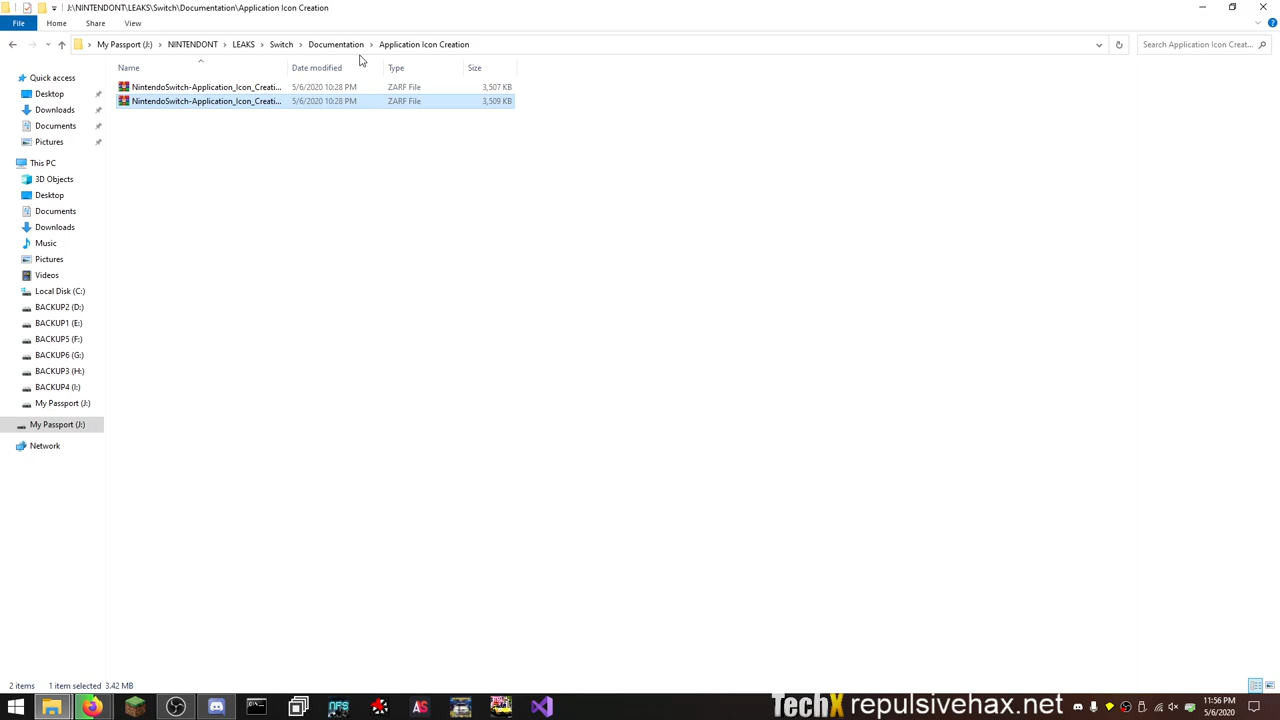 J:\NINTENDONT\LEAKS\Switch\Documentation\Application Icon Creation
File Home Share View
My Passport (J:) NINTENDONT LEAKS Switch Documentation Application Icon Creation Search Application Icon Creat...
Name Date modified Type Size
NintendoSwitch-Application_Icon_Creati... 5/6/2020 10:28 PM ZARF File 3,507 KB
NintendoSwitch-Application_Icon_Creati... 5/6/2020 10:28 PM ZARF File 3,509 KB
Quick access
Desktop
Downloads
Documents
Pictures
This PC
3D Objects
Desktop
Documents
Downloads
Music
Pictures
Videos
Local Disk (C:)
BACKUP2 (D:)
BACKUP1 (E:)
BACKUP5 (F:)
BACKUP6 (G:)
BACKUP3 (H:)
BACKUP4 (I:)
My Passport (J:)
My Passport (J:)
Network
2 items 1 item selected 3.42 MB
TechX repulsivehax.net
11:56 PM
5/6/2020